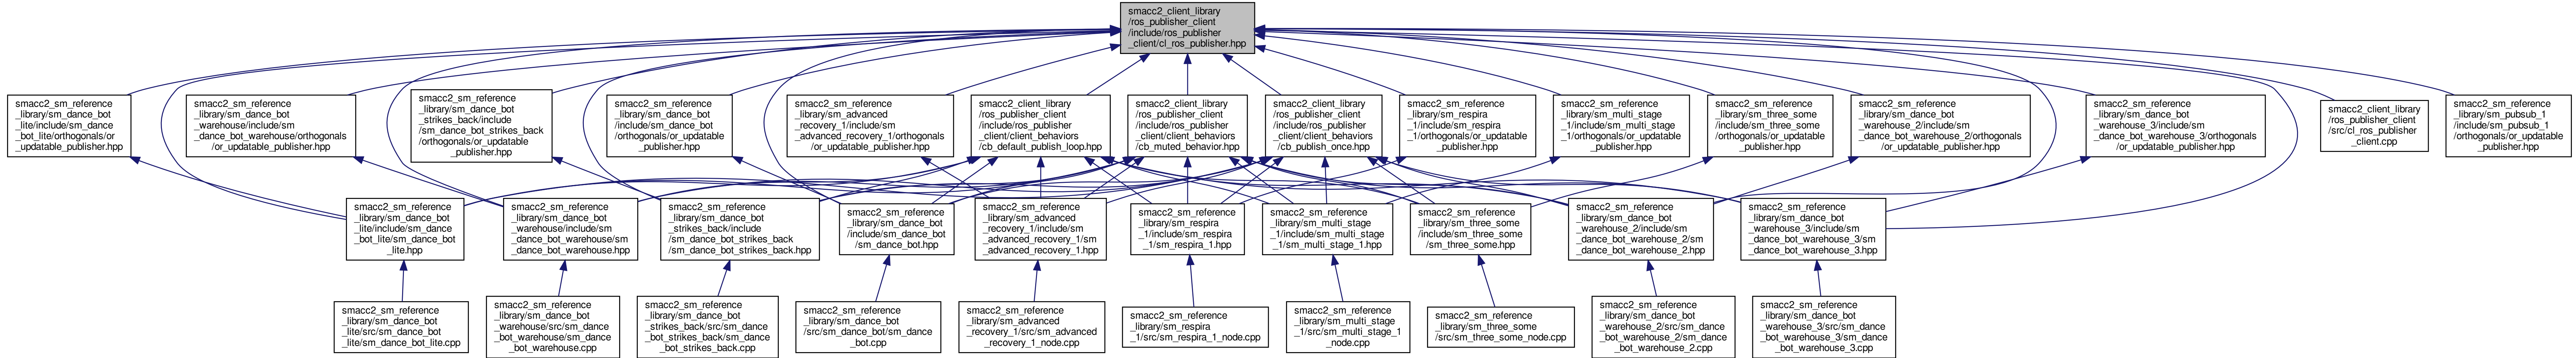 smacc2_client_library
/ros_publisher_client
/include/ros_publisher
_client/cl_ros_publisher.hpp
smacc2_sm_reference
_library/sm_dance_bot
_lite/include/sm_dance
_bot_lite/orthogonals/or
_updatable_publisher.hpp
smacc2_sm_reference
_library/sm_dance_bot
_warehouse/include/sm
_dance_bot_warehouse/orthogonals
/or_updatable_publisher.hpp
smacc2_sm_reference
_library/sm_dance_bot
_strikes_back/include
/sm_dance_bot_strikes_back
/orthogonals/or_updatable
_publisher.hpp
smacc2_sm_reference
_library/sm_dance_bot
/include/sm_dance_bot
/orthogonals/or_updatable
_publisher.hpp
smacc2_sm_reference
_library/sm_advanced
_recovery_1/include/sm
_advanced_recovery_1/orthogonals
/or_updatable_publisher.hpp
smacc2_client_library
/ros_publisher_client
/include/ros_publisher
_client/client_behaviors
/cb_default_publish_loop.hpp
smacc2_client_library
/ros_publisher_client
/include/ros_publisher
_client/client_behaviors
/cb_muted_behavior.hpp
smacc2_client_library
/ros_publisher_client
/include/ros_publisher
_client/client_behaviors
/cb_publish_once.hpp
smacc2_sm_reference
_library/sm_respira
_1/include/sm_respira
_1/orthogonals/or_updatable
_publisher.hpp
smacc2_sm_reference
_library/sm_multi_stage
_1/include/sm_multi_stage
_1/orthogonals/or_updatable
_publisher.hpp
smacc2_sm_reference
_library/sm_three_some
/include/sm_three_some
/orthogonals/or_updatable
_publisher.hpp
smacc2_sm_reference
_library/sm_dance_bot
_warehouse_2/include/sm
_dance_bot_warehouse_2/orthogonals
/or_updatable_publisher.hpp
smacc2_sm_reference
_library/sm_dance_bot
_warehouse_3/include/sm
_dance_bot_warehouse_3/orthogonals
/or_updatable_publisher.hpp
smacc2_client_library
/ros_publisher_client
/src/cl_ros_publisher
_client.cpp
smacc2_sm_reference
_library/sm_pubsub_1
/include/sm_pubsub_1
/orthogonals/or_updatable
_publisher.hpp
smacc2_sm_reference
_library/sm_dance_bot
_lite/include/sm_dance
_bot_lite/sm_dance_bot
_lite.hpp
smacc2_sm_reference
_library/sm_dance_bot
_warehouse/include/sm
_dance_bot_warehouse/sm
_dance_bot_warehouse.hpp
smacc2_sm_reference
_library/sm_dance_bot
_strikes_back/include
/sm_dance_bot_strikes_back
/sm_dance_bot_strikes_back.hpp
smacc2_sm_reference
_library/sm_dance_bot
/include/sm_dance_bot
/sm_dance_bot.hpp
smacc2_sm_reference
_library/sm_advanced
_recovery_1/include/sm
_advanced_recovery_1/sm
_advanced_recovery_1.hpp
smacc2_sm_reference
_library/sm_respira
_1/include/sm_respira
_1/sm_respira_1.hpp
smacc2_sm_reference
_library/sm_multi_stage
_1/include/sm_multi_stage
_1/sm_multi_stage_1.hpp
smacc2_sm_reference
_library/sm_three_some
/include/sm_three_some
/sm_three_some.hpp
smacc2_sm_reference
_library/sm_dance_bot
_warehouse_2/include/sm
_dance_bot_warehouse_2/sm
_dance_bot_warehouse_2.hpp
smacc2_sm_reference
_library/sm_dance_bot
_warehouse_3/include/sm
_dance_bot_warehouse_3/sm
_dance_bot_warehouse_3.hpp
smacc2_sm_reference
_library/sm_dance_bot
_lite/src/sm_dance_bot
_lite/sm_dance_bot_lite.cpp
smacc2_sm_reference
_library/sm_dance_bot
_warehouse/src/sm_dance
_bot_warehouse/sm_dance
_bot_warehouse.cpp
smacc2_sm_reference
_library/sm_dance_bot
_strikes_back/src/sm_dance
_bot_strikes_back/sm_dance
_bot_strikes_back.cpp
smacc2_sm_reference
_library/sm_dance_bot
/src/sm_dance_bot/sm_dance
_bot.cpp
smacc2_sm_reference
_library/sm_advanced
_recovery_1/src/sm_advanced
_recovery_1_node.cpp
smacc2_sm_reference
_library/sm_respira
_1/src/sm_respira_1_node.cpp
smacc2_sm_reference
_library/sm_multi_stage
_1/src/sm_multi_stage_1
_node.cpp
smacc2_sm_reference
_library/sm_three_some
/src/sm_three_some_node.cpp
smacc2_sm_reference
_library/sm_dance_bot
_warehouse_2/src/sm_dance
_bot_warehouse_2/sm_dance
_bot_warehouse_2.cpp
smacc2_sm_reference
_library/sm_dance_bot
_warehouse_3/src/sm_dance
_bot_warehouse_3/sm_dance
_bot_warehouse_3.cpp